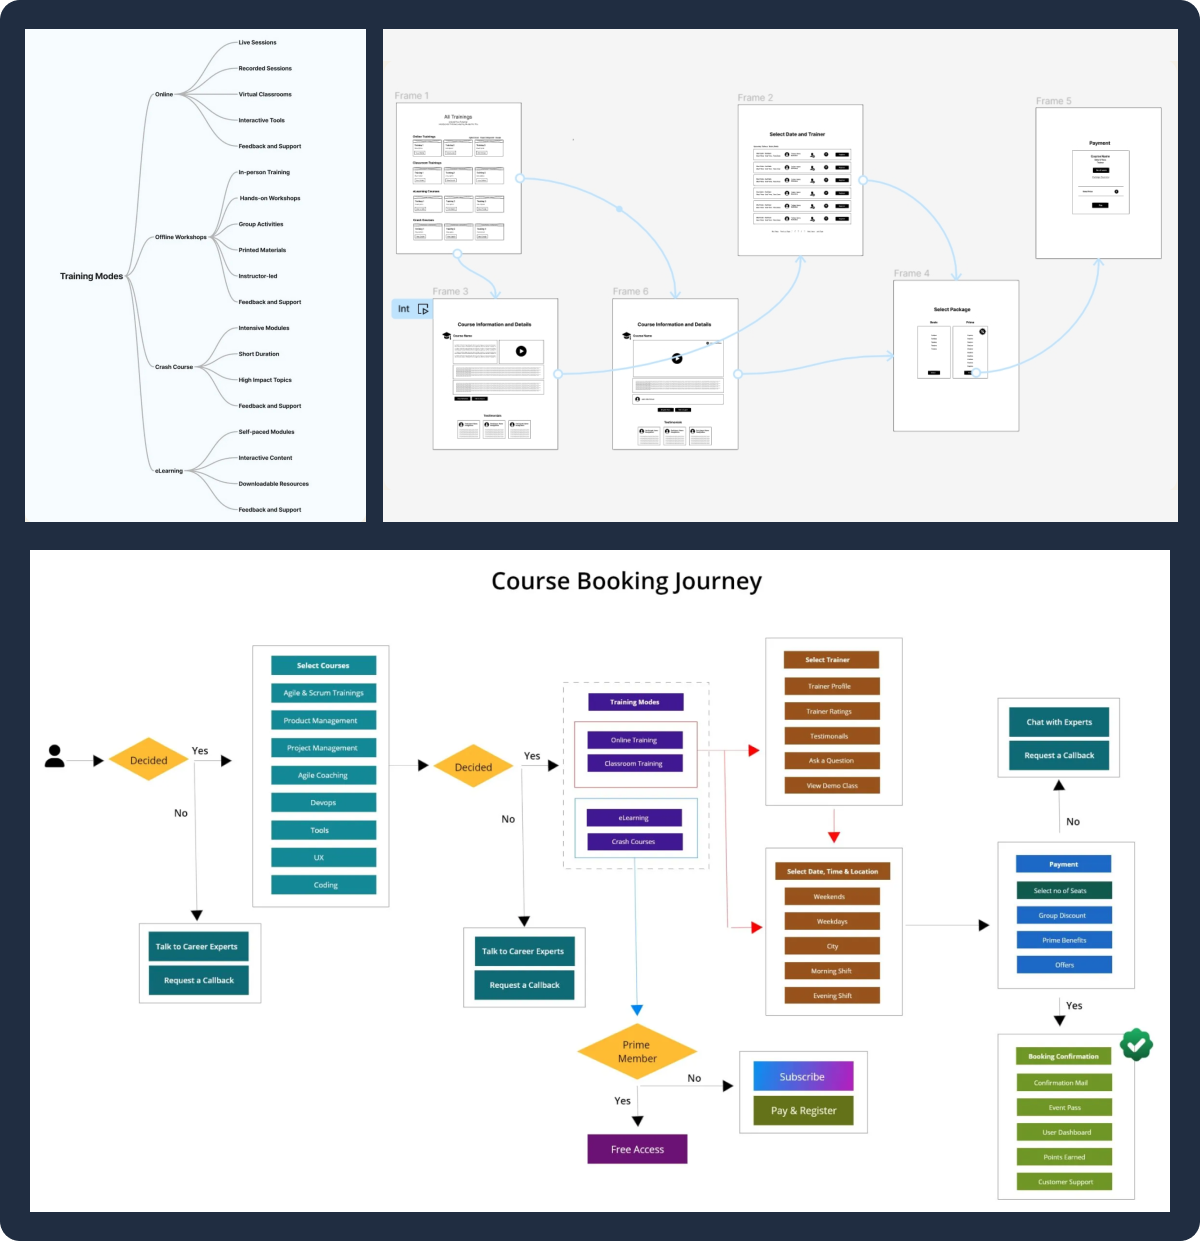 Live Sessions
Recorded Sessions
Online
Virtual Classrooms
Interactive Tools
Feedback and Support
In-person Training
Hands-on Workshops
Group Activities
Offline Workshops
Printed Materials
Instructor-led
Feedback and Support
Training Modes
Intensive Modules
Short Duration
Crash Course
High Impact Topics
Feedback and Support
Self-paced Modules
Interactive Content
eLearning
Downloadable Resources
Feedback and Support
Frame 1
All Trainings
Online Trainings
Classroom Trainings
eLearning Courses
Frame 2
Select Date and Trainer
Frame 5
Payment
Course Name
Int
Frame 3
Course Information and Details
Course Name
Testimonials
Frame 6
Course Information and Details
Course Name
Testimonials
Frame 4
Select Package
Course Booking Journey
Decided
Yes
No
Talk to Career Experts
Request a Callback
Select Courses
Agile & Scrum Trainings
Product Management
Project Management
Agile Coaching
Devops
Tools
UX
Coding
Decided
Yes
No
Talk to Career Experts
Request a Callback
Training Modes
Online Training
Classroom Training
eLearning
Crash Courses
Prime
Member
No
Yes
Subscribe
Pay & Register
Free Access
Select Trainer
Trainer Profile
Trainer Ratings
Testimonails
Ask a Question
View Demo Class
Select Date, Time & Location
Weekends
Weekdays
City
Morning Shift
Evening Shift
Chat with Experts
Request a Callback
No
Payment
Select no of Seats
Group Discount
Prime Benefits
Offers
Yes
Booking Confirmation
Confirmation Mail
Event Pass
User Dashboard
Points Earned
Customer Support